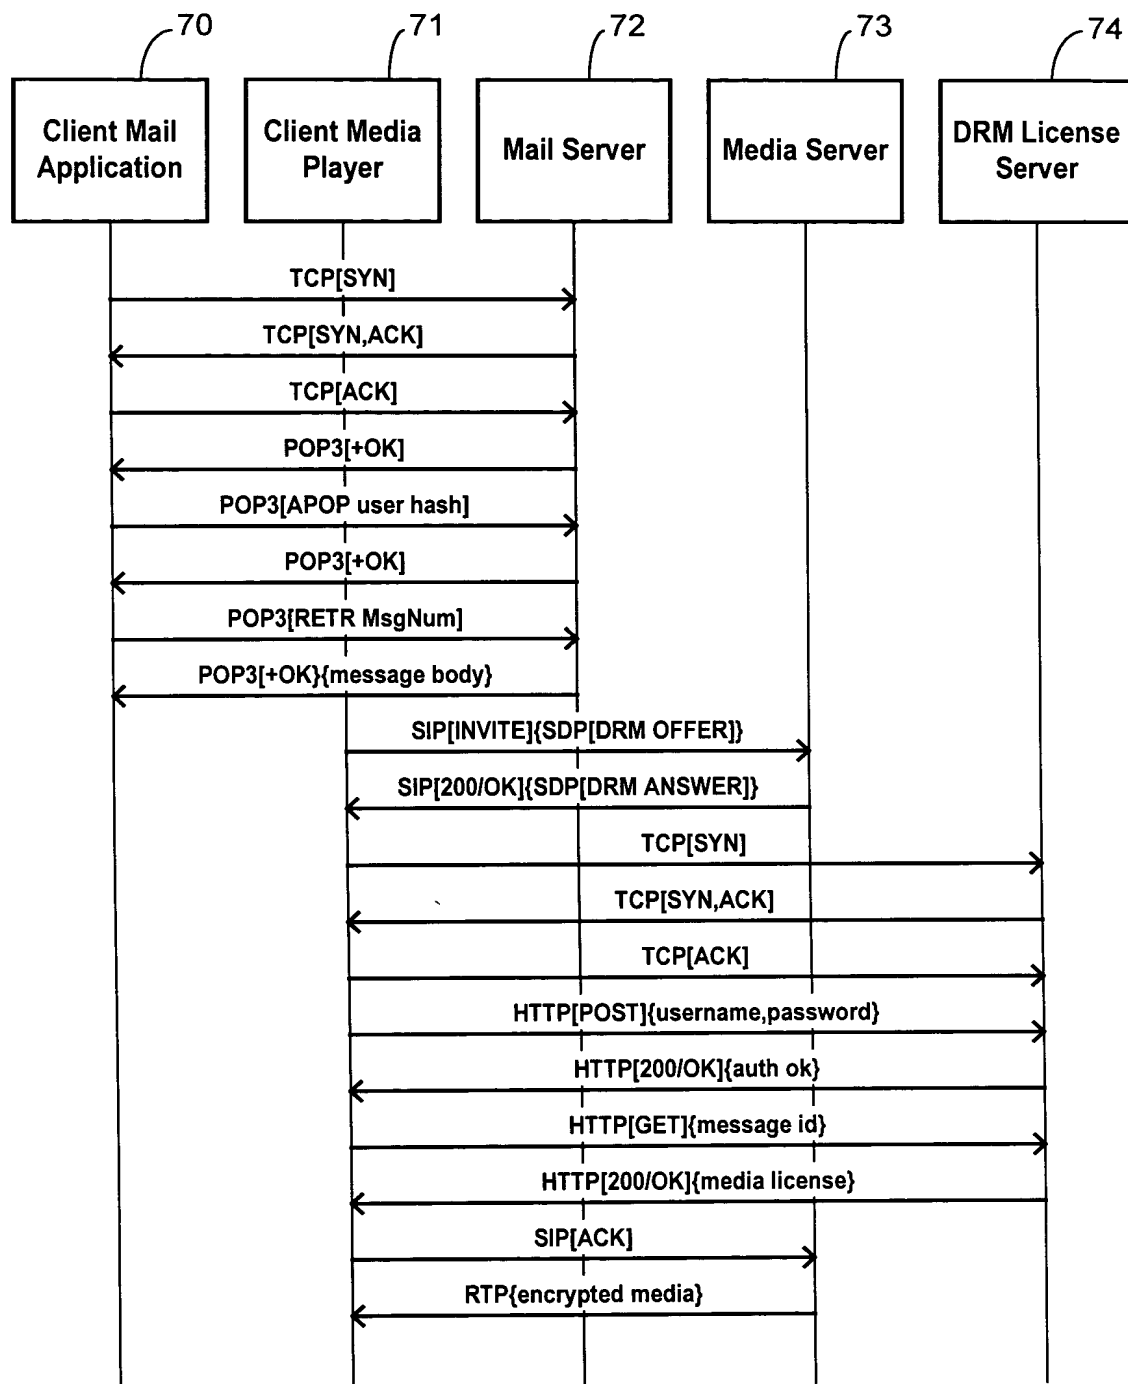 70
71
72
73
74
Client Mail
Application
Client Media
Player
Mail Server
Media Server
DRM License
Server
TCP[SYN]
TCP[SYN,ACK]
TCP[ACK]
POP3[+OK]
POP3[APOP user hash]
POP3[+OK]
POP3[RETR MsgNum]
POP3[+OK}{message body}
SIP[INVITE]{SDP[DRM OFFER]}
SIP[200/OK]{SDP[DRM ANSWER]}
TCP[SYN]
TCP[SYN,ACK]
TCP[ACK]
HTTP[POST]{username,password}
HTTP[200/OK]{auth ok}
HTTP[GET]{message id}
HTTP[200/OK]{media license}
SIP[ACK]
RTP{encrypted media}